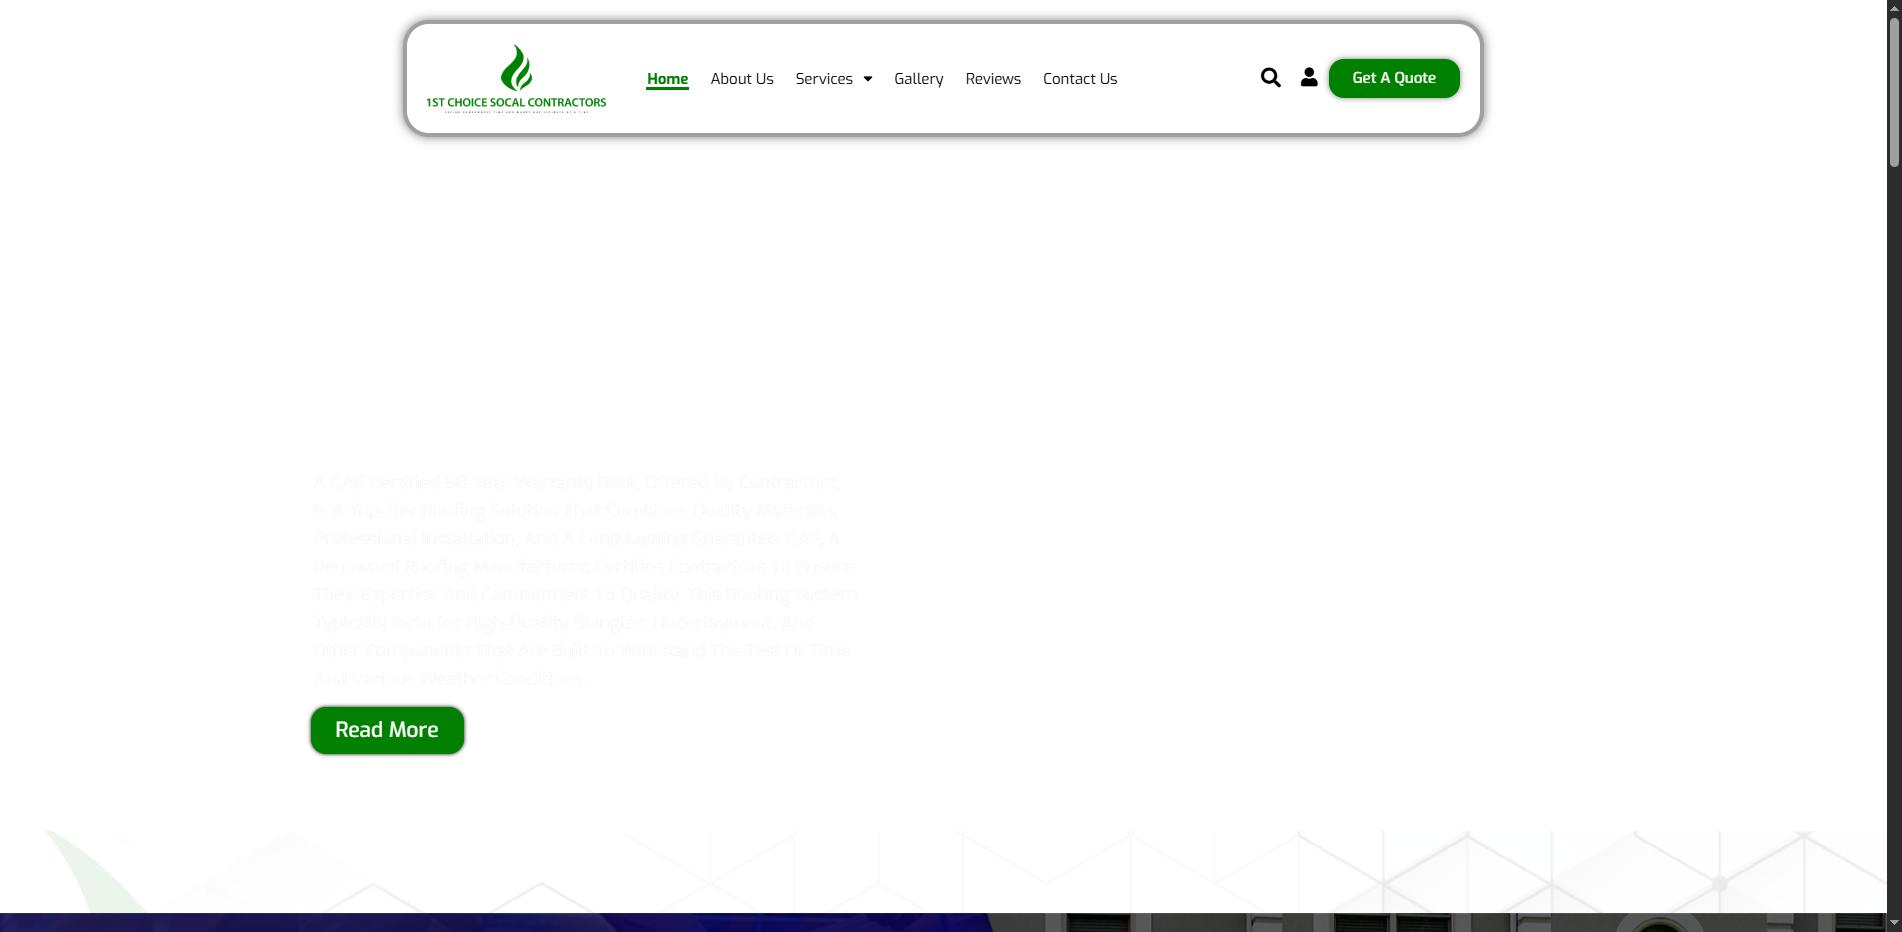 1ST CHOICE SOCAL CONTRACTORS
Home About Us Services Gallery Reviews Contact Us
Get A Quote
A GAF Certified 50-Year Warranty Roof, Offered By Contractors,
Is A Top-Tier Roofing Solution That Combines Quality Materials,
Professional Installation, And A Long-Lasting Guarantee. GAF, A
Renowned Roofing Manufacturer, Certifies Contractors To Ensure
Their Expertise And Commitment To Quality. This Roofing System
Typically Includes High-Quality Shingles, Underlayment, And
Other Components That Are Built To Withstand The Test Of Time
And Various Weather Conditions.
Read More